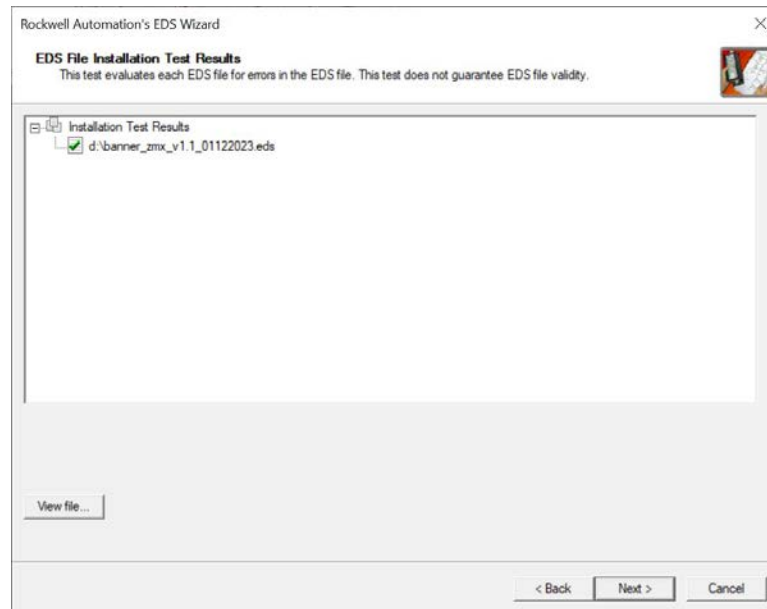 Rockwell Automation's EDS Wizard
EDS File Installation Test Results
This test evaluates each EDS file for errors in the EDS file. This test does not guarantee EDS file validity.
Installation Test Results
d:\banner_zmx_v1.1_01122023.eds
View file...
< Back Next > Cancel